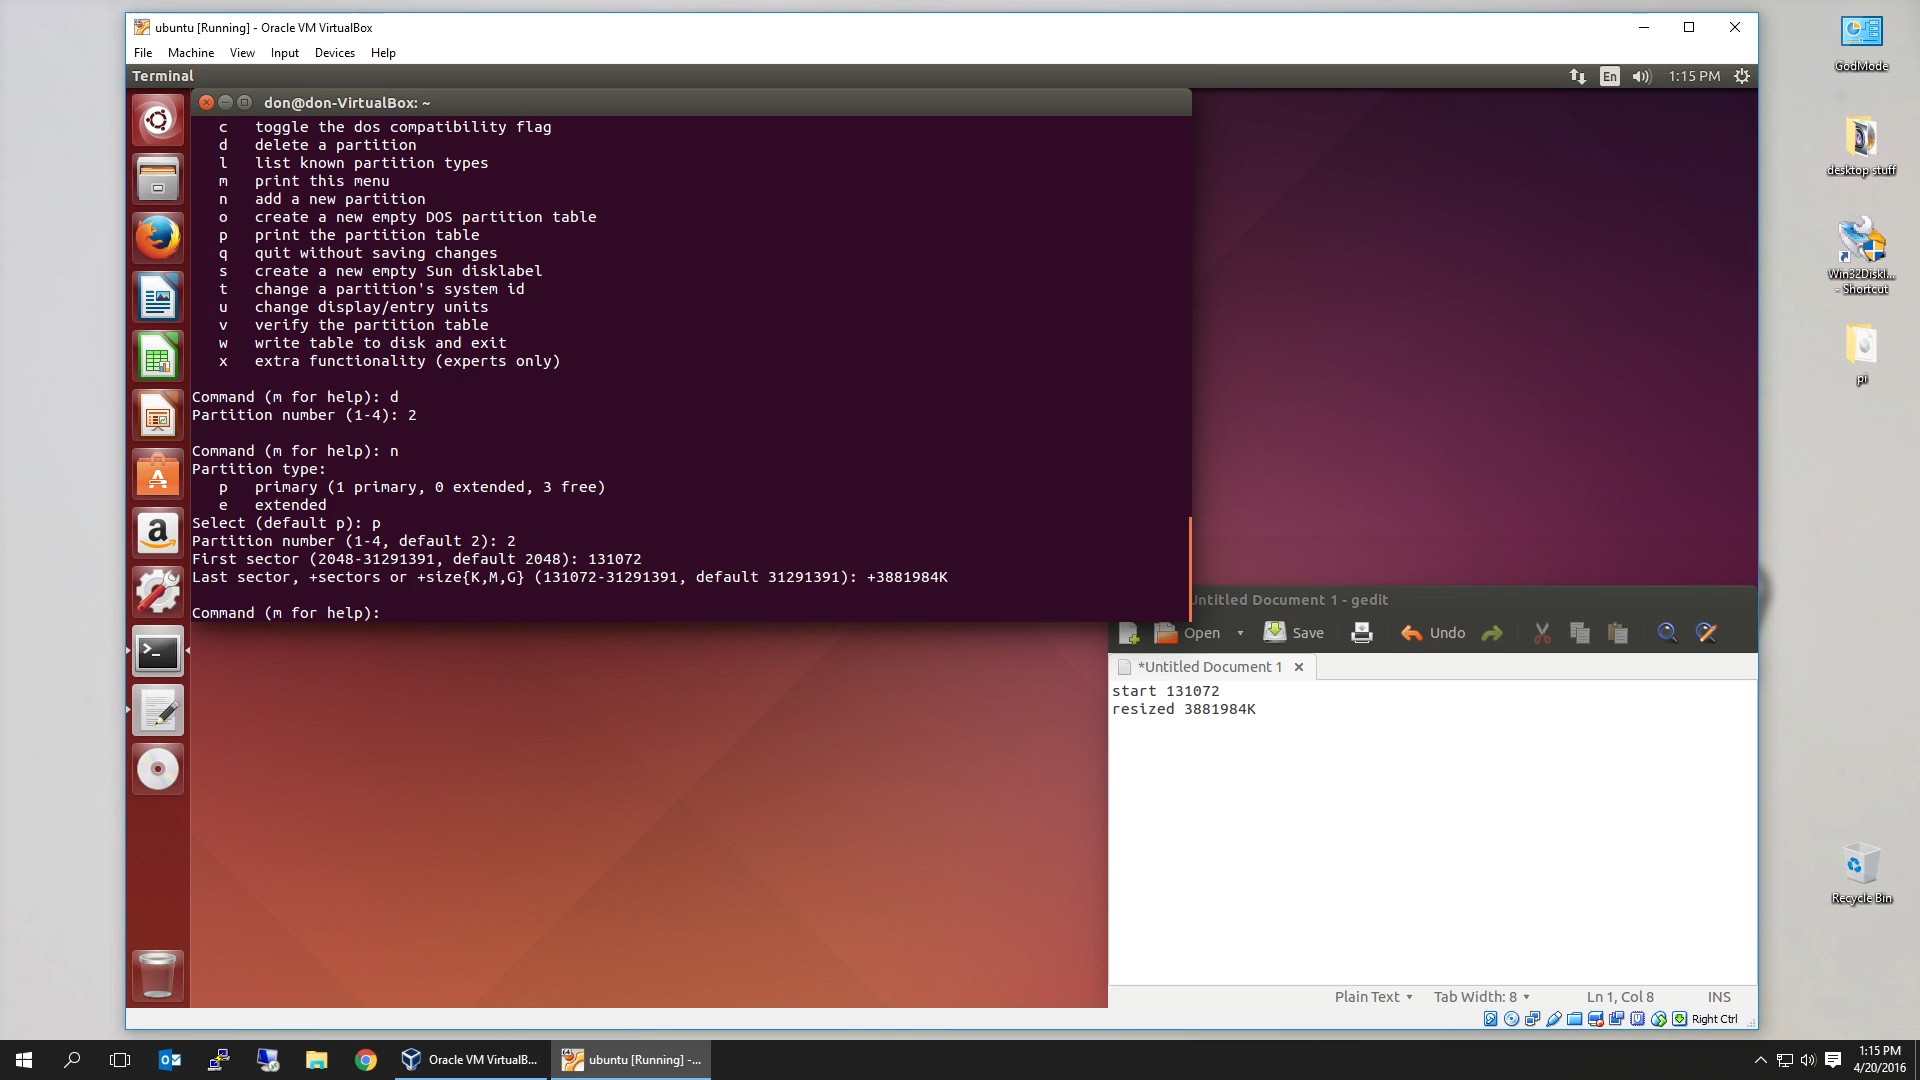 ubuntu [Running] - Oracle VM VirtualBox
File Machine View Input Devices Help
Terminal
En
1:15 PM
don@don-VirtualBox: ~
c toggle the dos compatibility flag
d delete a partition
l list known partition types
m print this menu
n add a new partition
o create a new empty DOS partition table
p print the partition table
q quit without saving changes
s create a new empty Sun disklabel
t change a partition's system id
u change display/entry units
v verify the partition table
w write table to disk and exit
x extra functionality (experts only)
Command (m for help): d
Partition number (1-4): 2
Command (m for help): n
Partition type:
p primary (1 primary, 0 extended, 3 free)
e extended
Select (default p): p
Partition number (1-4, default 2): 2
First sector (2048-31291391, default 2048): 131072
Last sector, +sectors or +size{K,M,G} (131072-31291391, default 31291391): +3881984K
Command (m for help):
Untitled Document 1 - gedit
Open Save Undo
*Untitled Document 1
start 131072
resized 3881984K
Plain Text Tab Width: 8 Ln 1, Col 8 INS
Right Ctrl
GodMode
desktop stuff
Win32DiskI...
- Shortcut
pi
Recycle Bin
Oracle VM VirtualB...
ubuntu [Running] -...
1:15 PM
4/20/2016